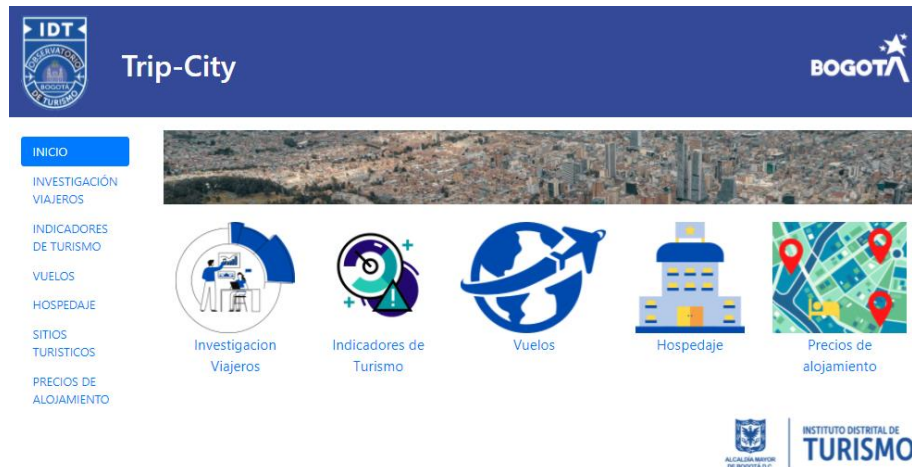 IDT
OBSERVATORIO
BOGOTÁ
DE TURISMO
Trip-City
BOGOTÁ
INICIO
INVESTIGACIÓN
VIAJEROS
INDICADORES
DE TURISMO
VUELOS
HOSPEDAJE
SITIOS
TURISTICOS
PRECIOS DE
ALOJAMIENTO
Investigacion
Viajeros
Indicadores de
Turismo
Vuelos
Hospedaje
Precios de
alojamiento
ALCALDÍA MAYOR
DE BOGOTÁ D.C.
INSTITUTO DISTRITAL DE
TURISMO